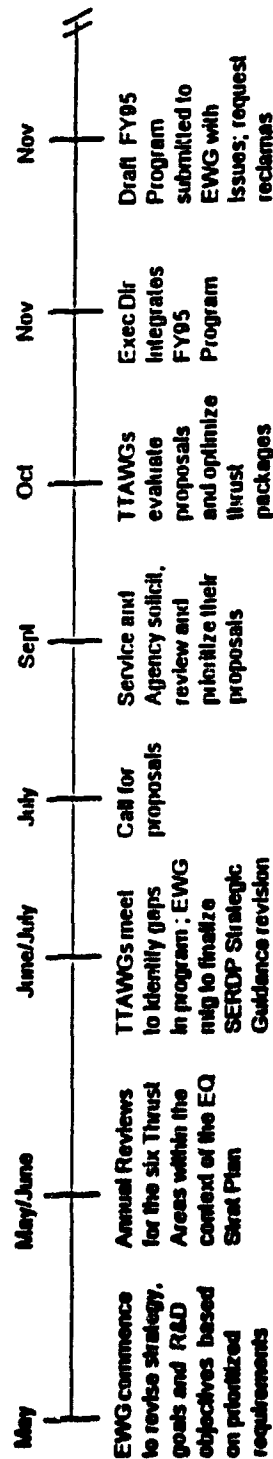 May
EWG commence
to revise strategy,
goals and R&D
objectives based
on prioritized
requirements
May/June
Annual Reviews
for the six Thrust
Areas within the
context of the EQ
Strat Plan
June/July
TTAWGs meet
to identify gaps
in program ; EWG
mtg to finalize
SERDP Strategic
Guidance revision
July
Call for
proposals
Sept
Service and
Agency solicit,
review and
prioritize their
proposals
Oct
TTAWGs
evaluate
proposals
and optimize
thrust
packages
Nov
Exec Dir
Integrates
FY95
Program
Nov
Draft FY95
Program
submitted to
EWG with
issues; request
reclamas